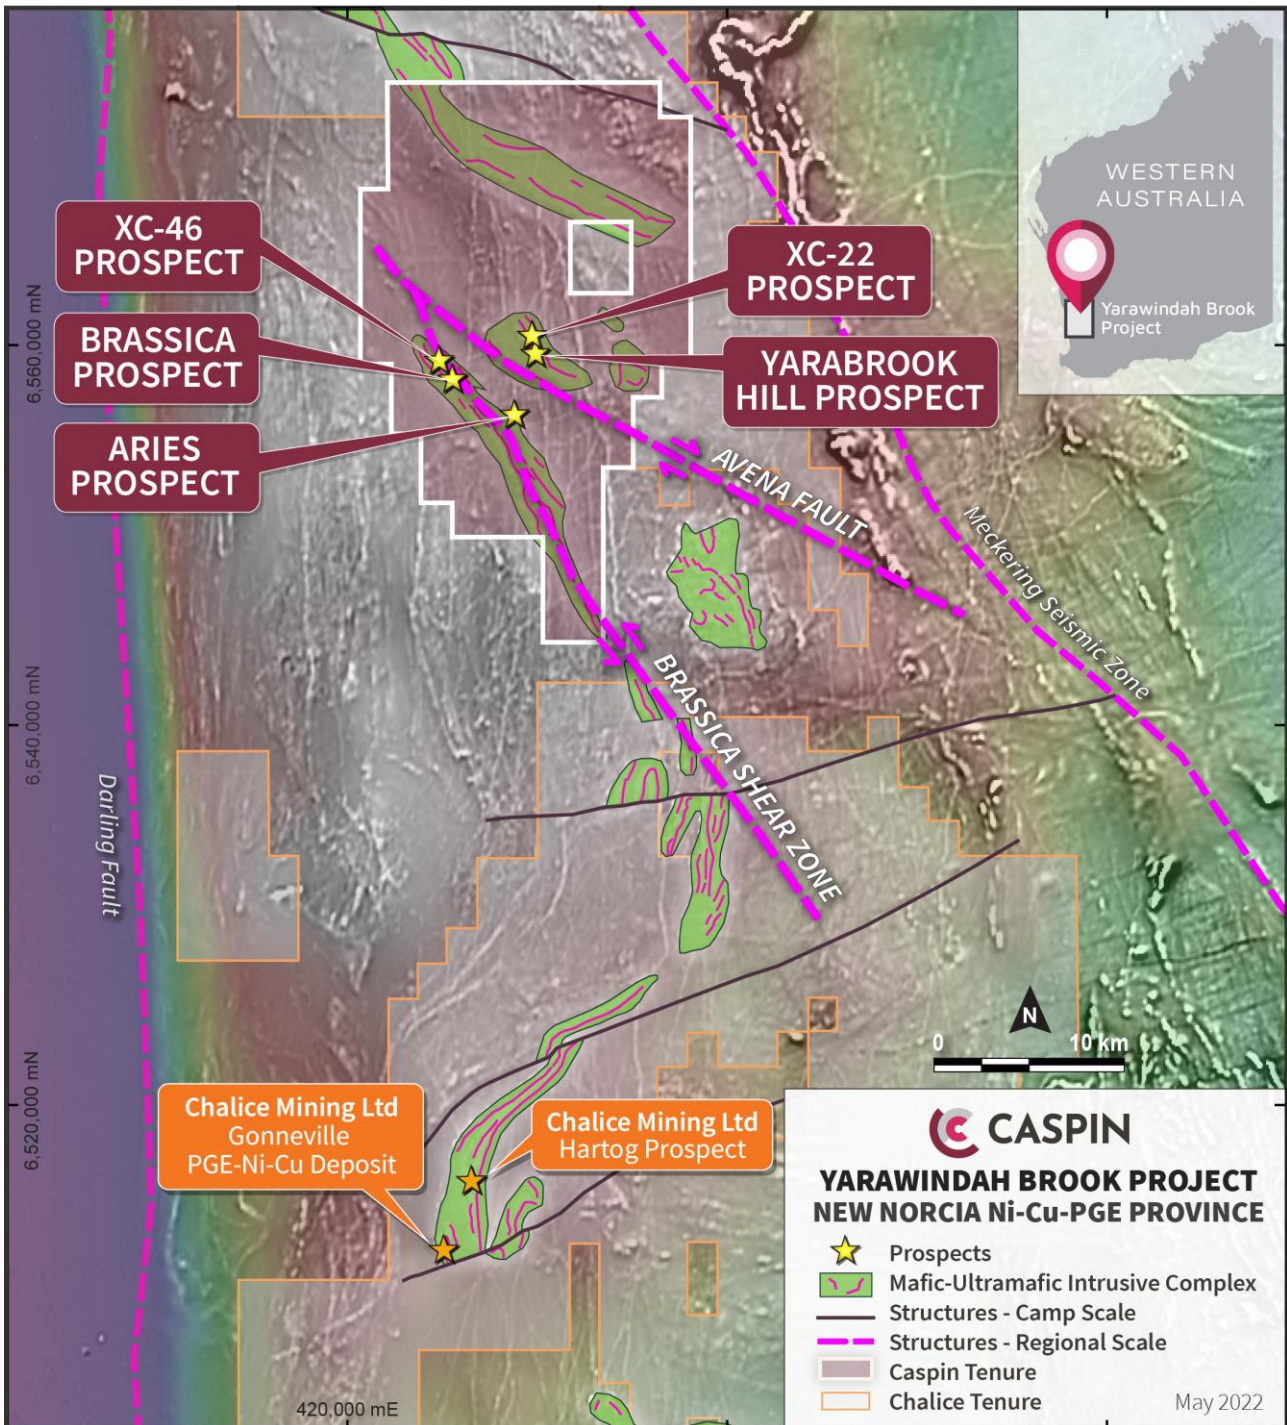 WESTERN
AUSTRALIA
Yarawindah Brook
Project
XC-46
PROSPECT
BRASSICA
PROSPECT
ARIES
PROSPECT
XC-22
PROSPECT
YARABROOK
HILL PROSPECT
AVENA FAULT
Meckering Seismic Zone
BRASSICA SHEAR ZONE
Darling Fault
6,560,000 mN
6,540,000 mN
6,520,000 mN
420,000 mE
Chalice Mining Ltd
Gonneville
PGE-Ni-Cu Deposit
Chalice Mining Ltd
Hartog Prospect
N
0 10 km
CASPIN
YARAWINDAH BROOK PROJECT
NEW NORCIA Ni-Cu-PGE PROVINCE
Prospects
Mafic-Ultramafic Intrusive Complex
Structures - Camp Scale
Structures - Regional Scale
Caspin Tenure
Chalice Tenure
May 2022